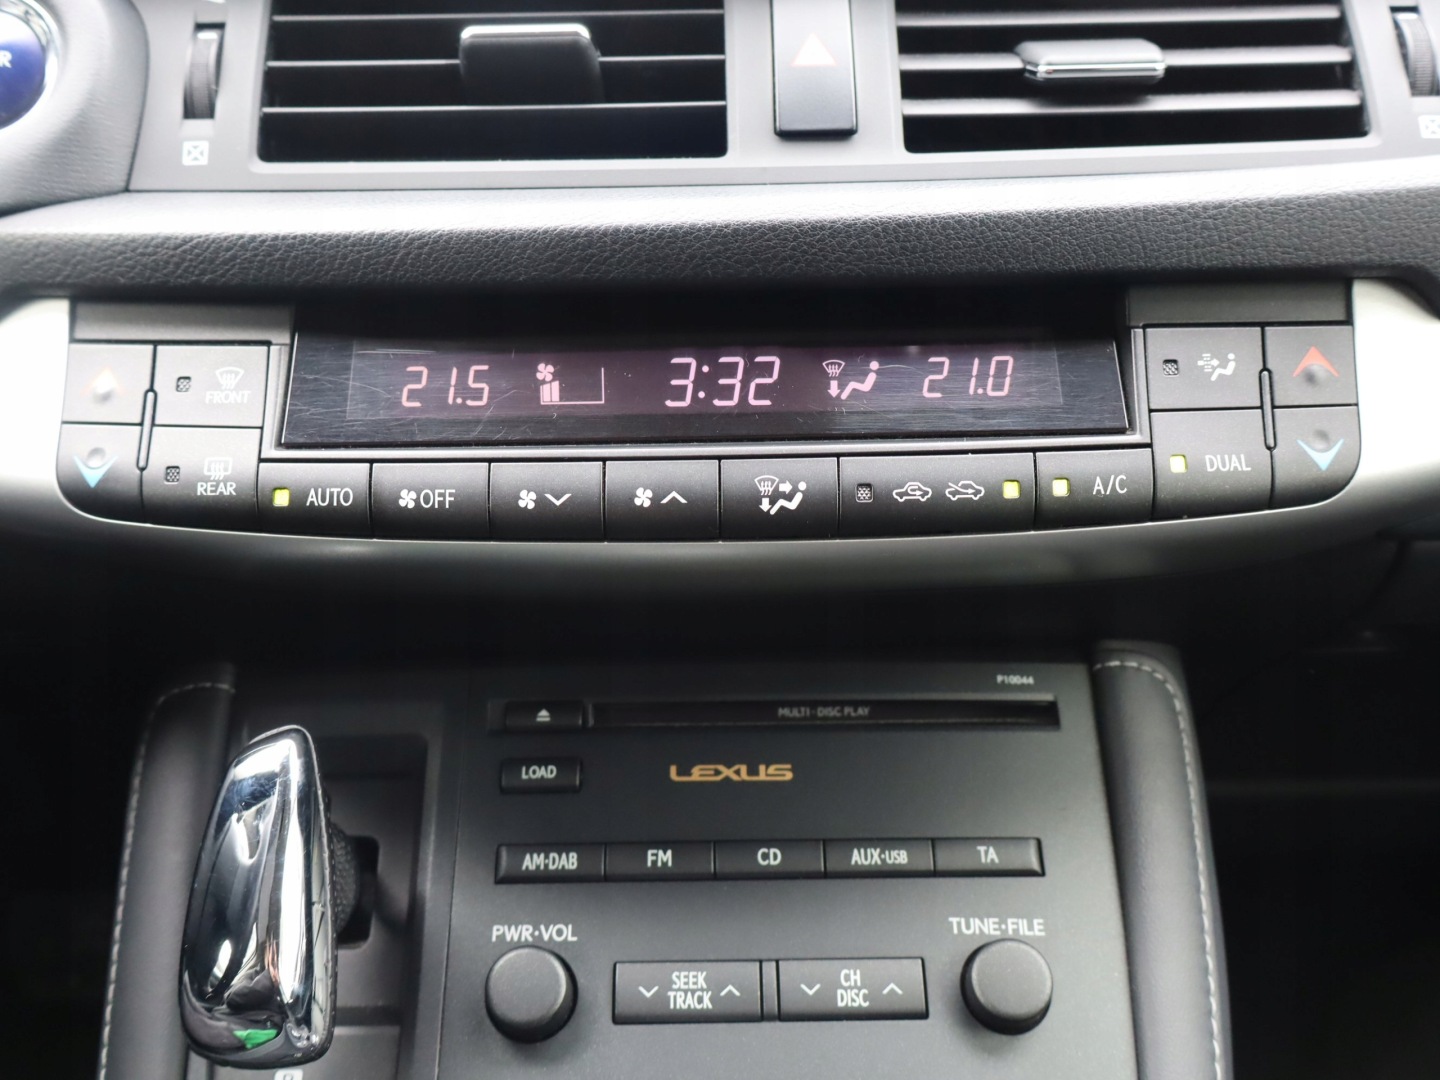 R
FRONT
21.5 3:32 21.0
REAR
AUTO
OFF
A/C
DUAL
P10044
MULTI-DISC PLAY
LOAD
LEXUS
AM·DAB FM CD AUX·USB TA
PWR·VOL
TUNE·FILE
SEEK
TRACK
CH
DISC